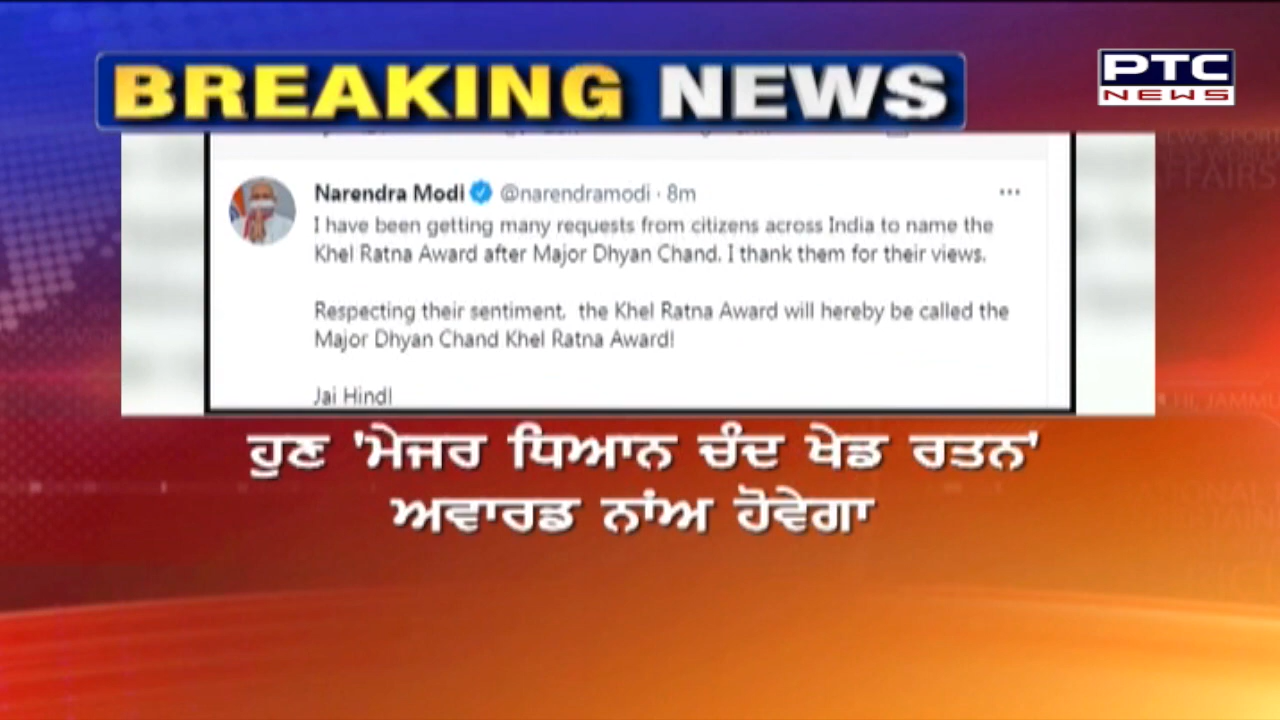 BREAKING NEWS
PTC
NEWS
Narendra Modi @narendramodi · 8m
I have been getting many requests from citizens across India to name the
Khel Ratna Award after Major Dhyan Chand. I thank them for their views.
Respecting their sentiment, the Khel Ratna Award will hereby be called the
Major Dhyan Chand Khel Ratna Award!
Jai Hind!
ਹੁਣ 'ਮੇਜਰ ਧਿਆਨ ਚੰਦ ਖੇਡ ਰਤਨ'
ਅਵਾਰਡ ਨਾਂਅ ਹੋਵੇਗਾ